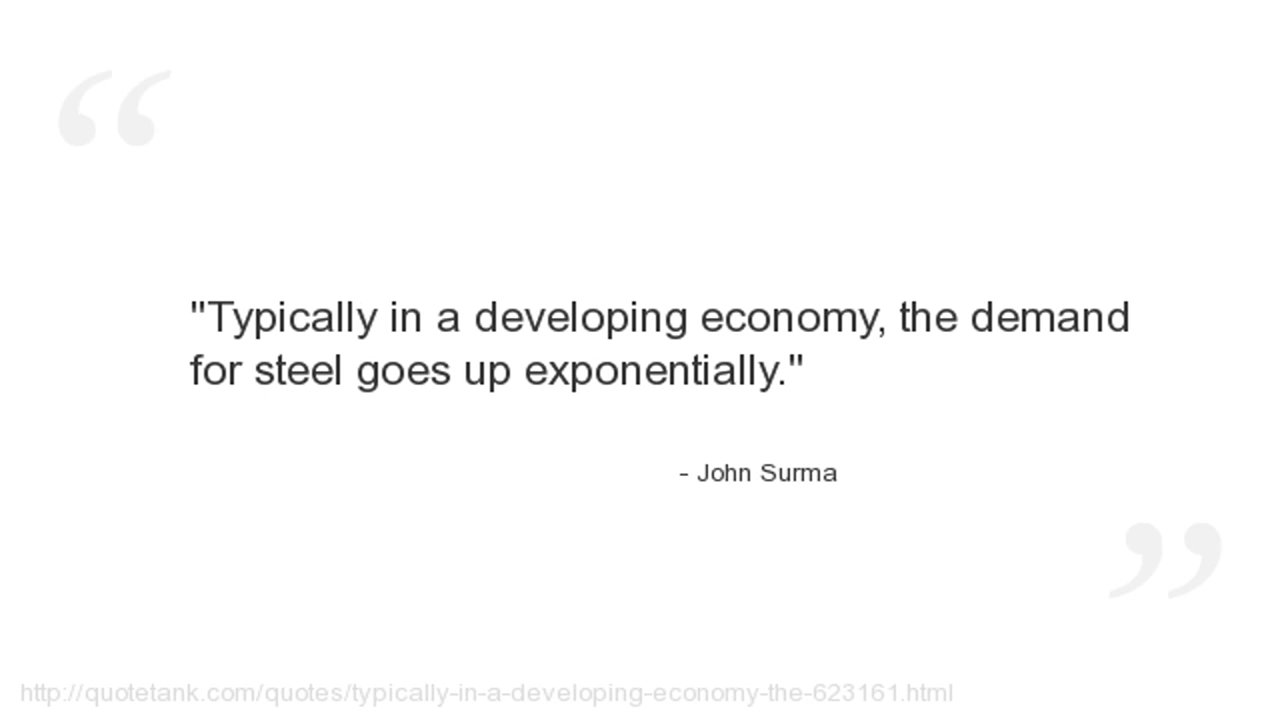 "Typically in a developing economy, the demand
for steel goes up exponentially."
- John Surma
http://quotetank.com/quotes/typically-in-a-developing-economy-the-623161.html